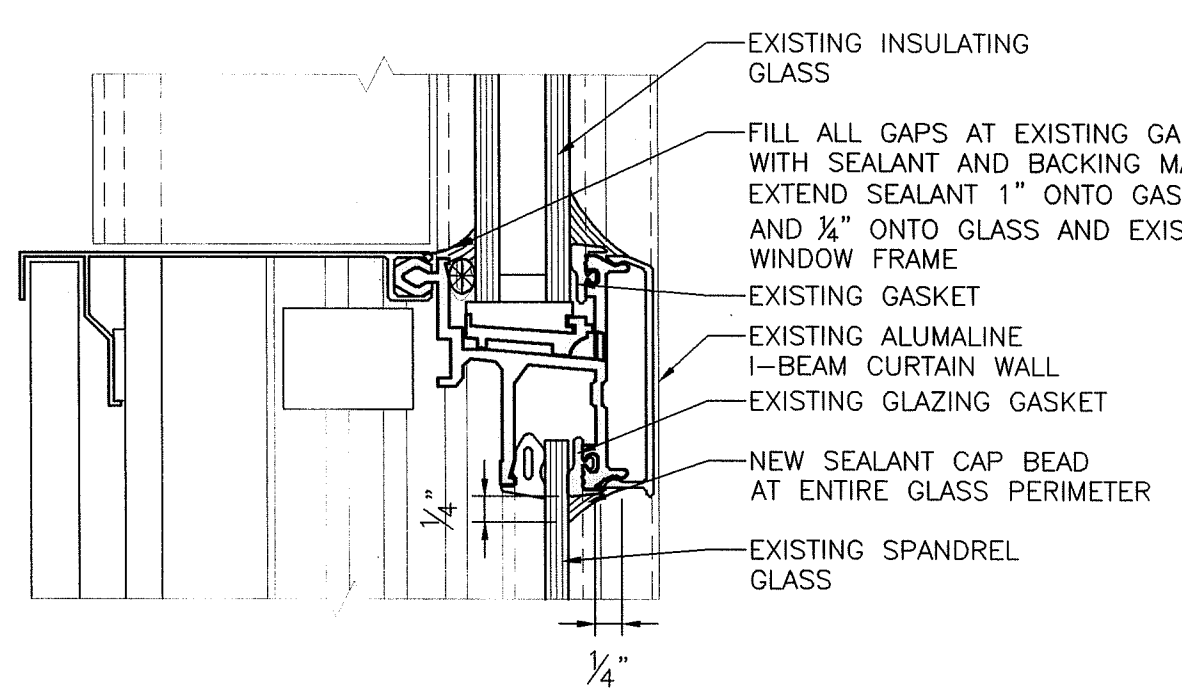 EXISTING INSULATING
GLASS
FILL ALL GAPS AT EXISTING
WITH SEALANT AND BACKING
EXTEND SEALANT 1" ONTO
AND 1/4" ONTO GLASS AND
WINDOW FRAME
EXISTING GASKET
EXISTING ALUMALINE
I-BEAM CURTAIN WALL
EXISTING GLAZING GASKET
NEW SEALANT CAP BEAD
AT ENTIRE GLASS PERIMETER
EXISTING SPANDREL
GLASS
1/4"
1/4"